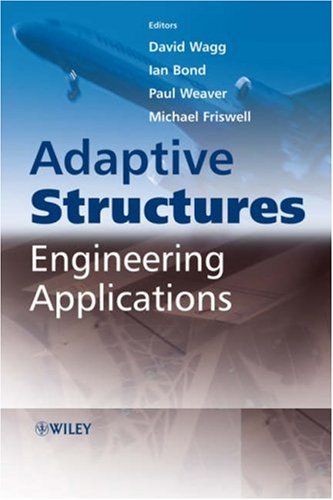 Editors
David Wagg
Ian Bond
Paul Weaver
Michael Friswell
Adaptive
Structures
Engineering
Applications
WILEY